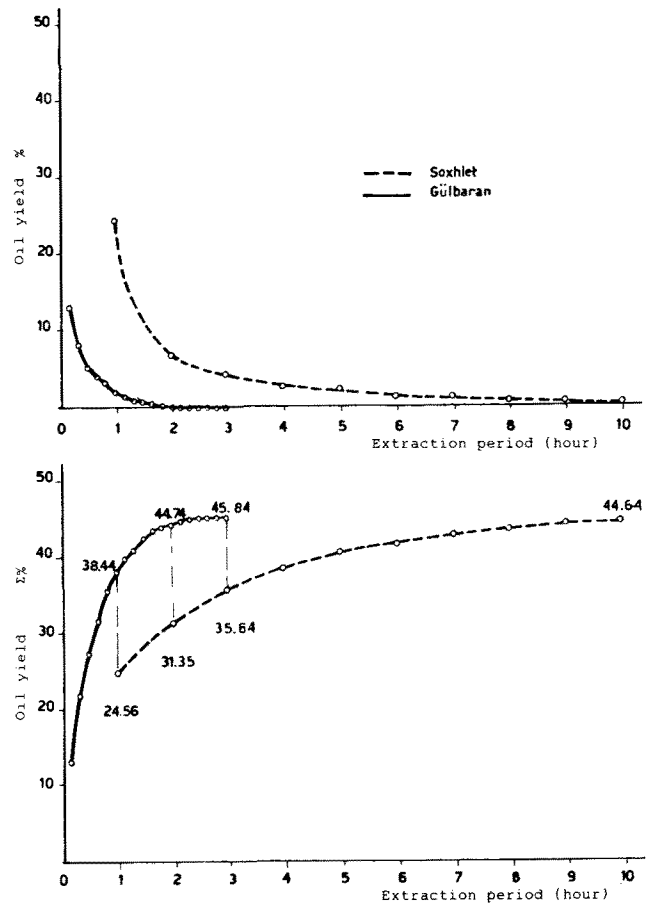 50
40
30
20
10
Oil yield %
Soxhlet
Gülbaran
0 1 2 3 4 5 6 7 8 9 10
Extraction period (hour)
50
40
30
20
10
Oil yield Σ%
38.44
44.74
45.84
44.64
24.56
31.35
35.64
0 1 2 3 4 5 6 7 8 9 10
Extraction period (hour)